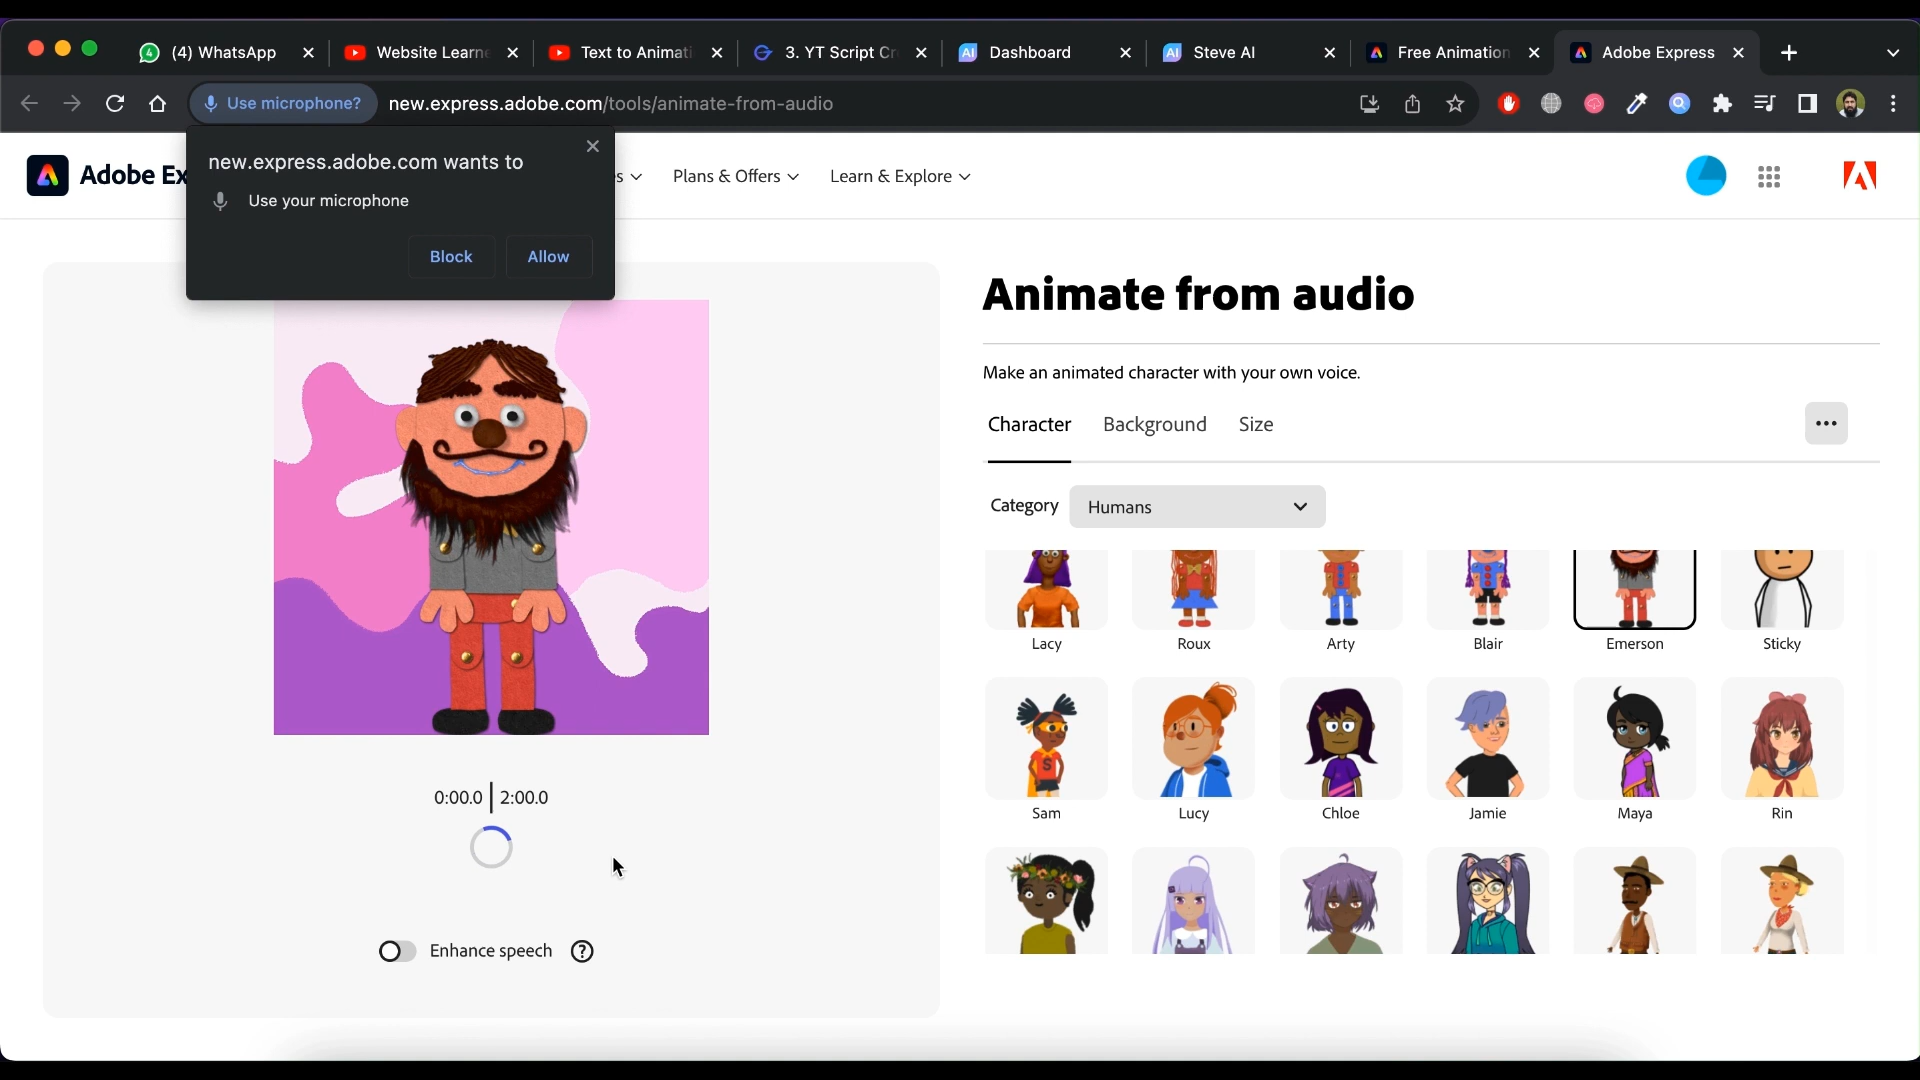 (4) WhatsApp
Website Learne
Text to Animati
3. YT Script Cr
Dashboard
Steve AI
Free Animation
Adobe Express
Use microphone?
new.express.adobe.com/tools/animate-from-audio
new.express.adobe.com wants to
Use your microphone
Block
Allow
Adobe Ex
s
Plans & Offers
Learn & Explore
Animate from audio
Make an animated character with your own voice.
Character
Background
Size
Category
Humans
Lacy
Roux
Arty
Blair
Emerson
Sticky
Sam
Lucy
Chloe
Jamie
Maya
Rin
0:00.0 | 2:00.0
Enhance speech